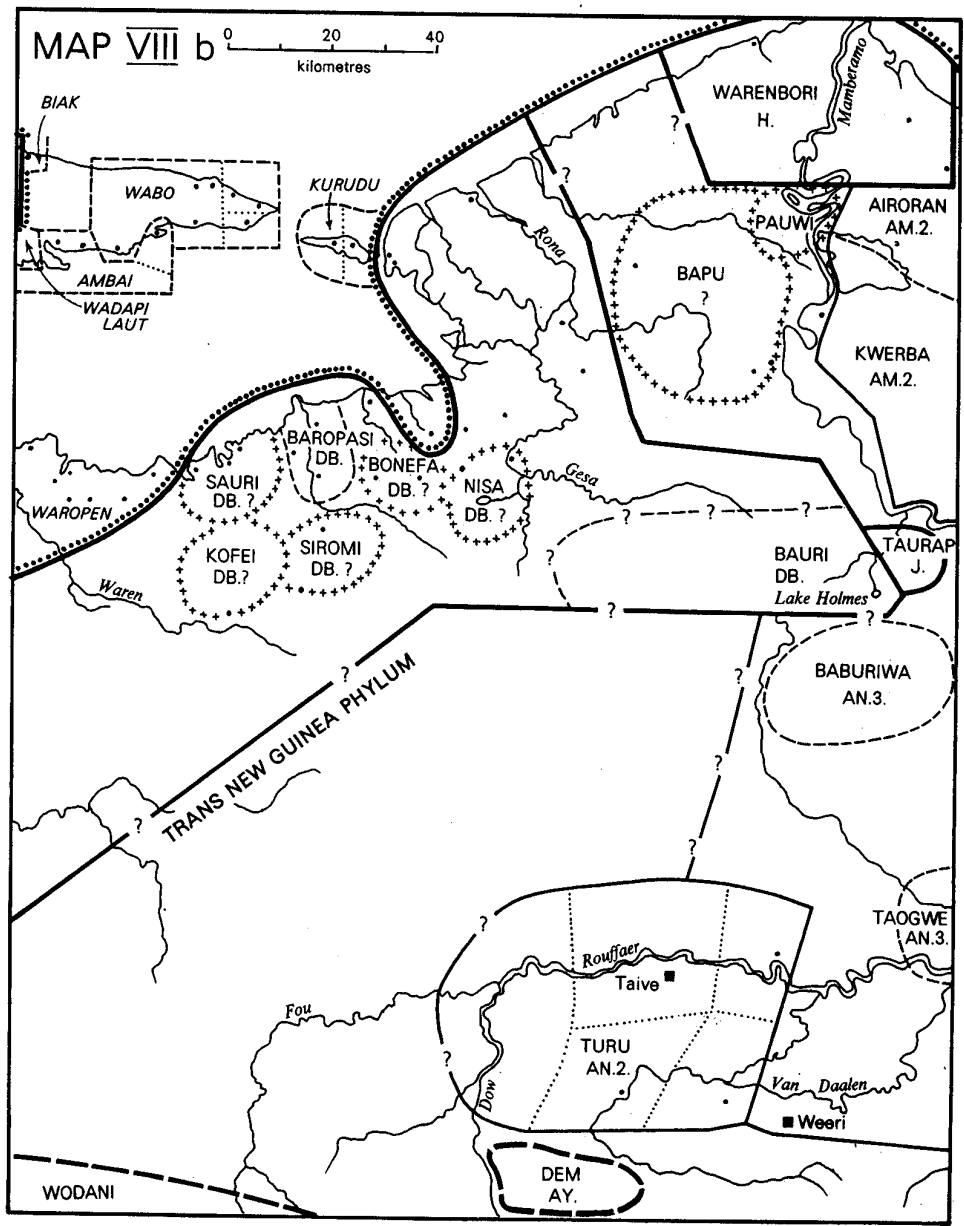 MAP VIII b
0 20 40
kilometres
BIAK
WABO
KURUDU
AMBAI
WADAPI
LAUT
WARENBORI
H.
Mamberamo
?
?
PAUWI
AIRORAN
AM.2.
Rona
BAPU
?
KWERBA
AM.2.
BAROPASI
DB.
BONEFA
DB. ?
SAURI
DB. ?
NISA
DB. ?
Gesa
WAROPEN
KOFEI
DB.?
SIROMI
DB. ?
?
?
?
?
BAURI
DB.
TAURAP
J.
Lake Holmes
Waren
?
?
?
TRANS NEW GUINEA PHYLUM
?
BABURIWA
AN.3.
?
?
?
?
TAOGWE
AN.3.
?
Rouffaer
Taive
Fou
?
TURU
AN.2.
Dow
Van Daalen
Weeri
DEM
AY.
WODANI